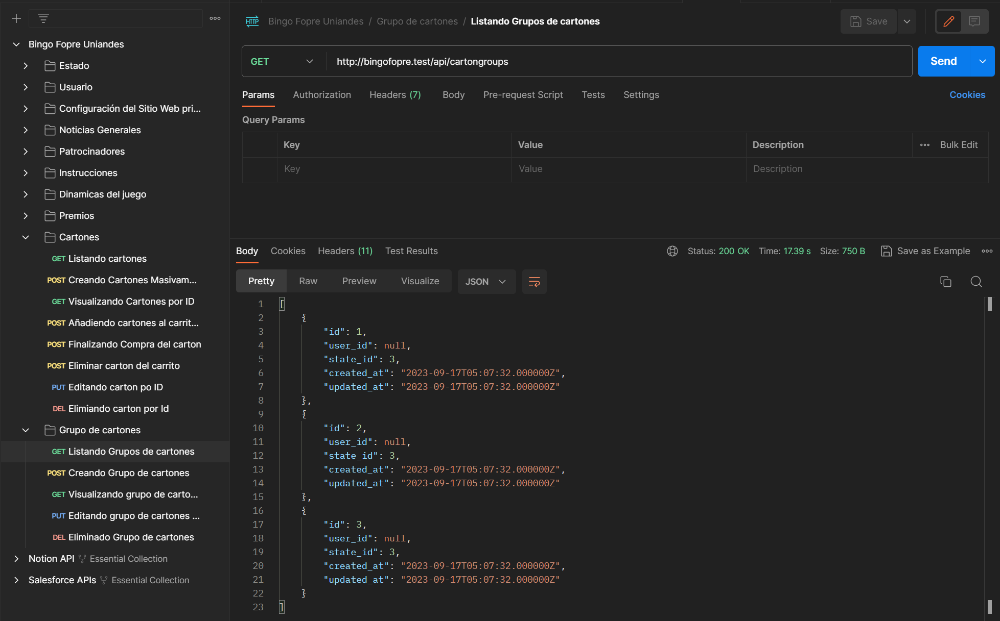 Bingo Fopre Uniandes
Estado
Usuario
Configuración del Sitio Web pri...
Noticias Generales
Patrocinadores
Instrucciones
Dinamicas del juego
Premios
Cartones
GET Listando cartones
POST Creando Cartones Masivam...
GET Visualizando Cartones por ID
POST Añadiendo cartones al carrit...
POST Finalizando Compra del carton
POST Eliminar carton del carrito
PUT Editando carton po ID
DEL Elimiando carton por Id
Grupo de cartones
GET Listando Grupos de cartones
POST Creando Grupo de cartones
GET Visualizando grupo de carto...
PUT Editando grupo de cartones ...
DEL Eliminado Grupo de cartones
Notion API Essential Collection
Salesforce APIs Essential Collection
HTTP Bingo Fopre Uniandes / Grupo de cartones / Listando Grupos de cartones
Save
GET http://bingofopre.test/api/cartongroups
Send
Params Authorization Headers (7) Body Pre-request Script Tests Settings Cookies
Query Params
Key Value Description Bulk Edit
Key Value Description
Body Cookies Headers (11) Test Results Status: 200 OK Time: 17.39 s Size: 750 B Save as Example
Pretty Raw Preview Visualize JSON
1 [
2 {
3 "id": 1,
4 "user_id": null,
5 "state_id": 3,
6 "created_at": "2023-09-17T05:07:32.000000Z",
7 "updated_at": "2023-09-17T05:07:32.000000Z"
8 },
9 {
10 "id": 2,
11 "user_id": null,
12 "state_id": 3,
13 "created_at": "2023-09-17T05:07:32.000000Z",
14 "updated_at": "2023-09-17T05:07:32.000000Z"
15 },
16 {
17 "id": 3,
18 "user_id": null,
19 "state_id": 3,
20 "created_at": "2023-09-17T05:07:32.000000Z",
21 "updated_at": "2023-09-17T05:07:32.000000Z"
22 }
23 ]